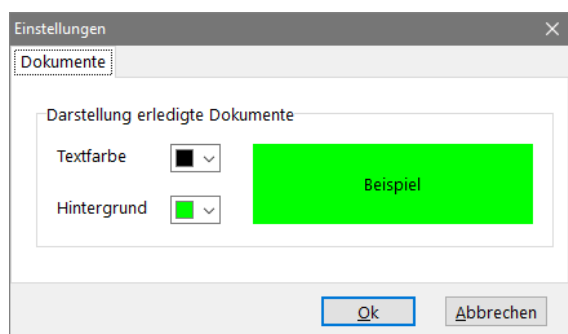 Einstellungen
Dokumente
Darstellung erledigte Dokumente
Textfarbe
Beispiel
Hintergrund
Ok
Abbrechen